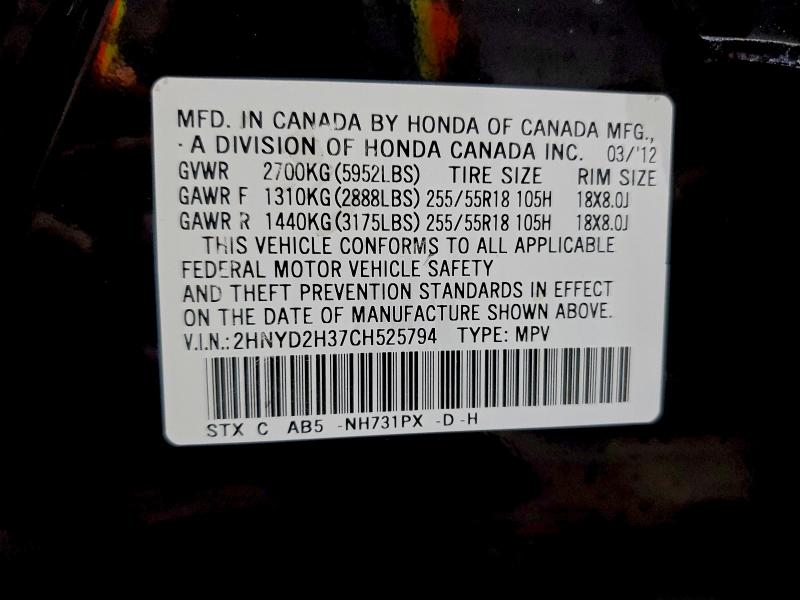 MFD. IN CANADA BY HONDA OF CANADA MFG.,
A DIVISION OF HONDA CANADA INC. 03/'12
GVWR 2700KG(5952LBS) TIRE SIZE RIM SIZE
GAWR F 1310KG(2888LBS) 255/55R18 105H 18X8.0J
GAWR R 1440KG(3175LBS) 255/55R18 105H 18X8.0J
THIS VEHICLE CONFORMS TO ALL APPLICABLE
FEDERAL MOTOR VEHICLE SAFETY
AND THEFT PREVENTION STANDARDS IN EFFECT
ON THE DATE OF MANUFACTURE SHOWN ABOVE.
V.I.N.:2HNYD2H37CH525794 TYPE: MPV
STX C AB5 -NH731PX -D -H